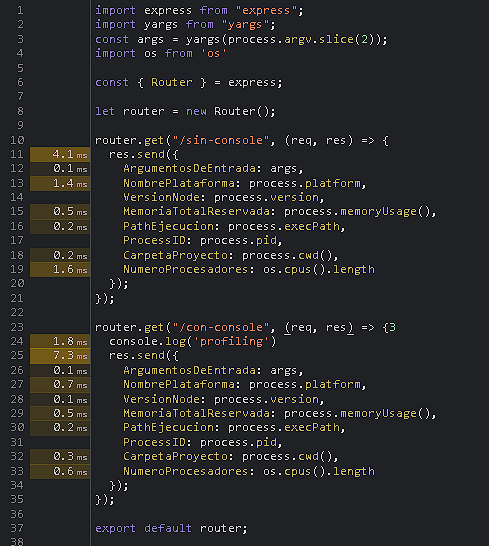 1 import express from "express";
2 import yargs from "yargs";
3 const args = yargs(process.argv.slice(2));
4 import os from 'os'
5
6 const { Router } = express;
7
8 let router = new Router();
9
10 router.get("/sin-console", (req, res) => {
11 4.1 ms res.send({
12 0.1 ms ArgumentosDeEntrada: args,
13 1.4 ms NombrePlataforma: process.platform,
14 VersionNode: process.version,
15 0.5 ms MemoriaTotalReservada: process.memoryUsage(),
16 0.2 ms PathEjecucion: process.execPath,
17 ProcessID: process.pid,
18 0.2 ms CarpetaProyecto: process.cwd(),
19 1.6 ms NumeroProcesadores: os.cpus().length
20 });
21 });
22
23 router.get("/con-console", (req, res) => {3
24 1.8 ms console.log('profiling')
25 7.3 ms res.send({
26 0.1 ms ArgumentosDeEntrada: args,
27 0.7 ms NombrePlataforma: process.platform,
28 0.1 ms VersionNode: process.version,
29 0.5 ms MemoriaTotalReservada: process.memoryUsage(),
30 0.2 ms PathEjecucion: process.execPath,
31 ProcessID: process.pid,
32 0.3 ms CarpetaProyecto: process.cwd(),
33 0.6 ms NumeroProcesadores: os.cpus().length
34 });
35 });
36
37 export default router;
38